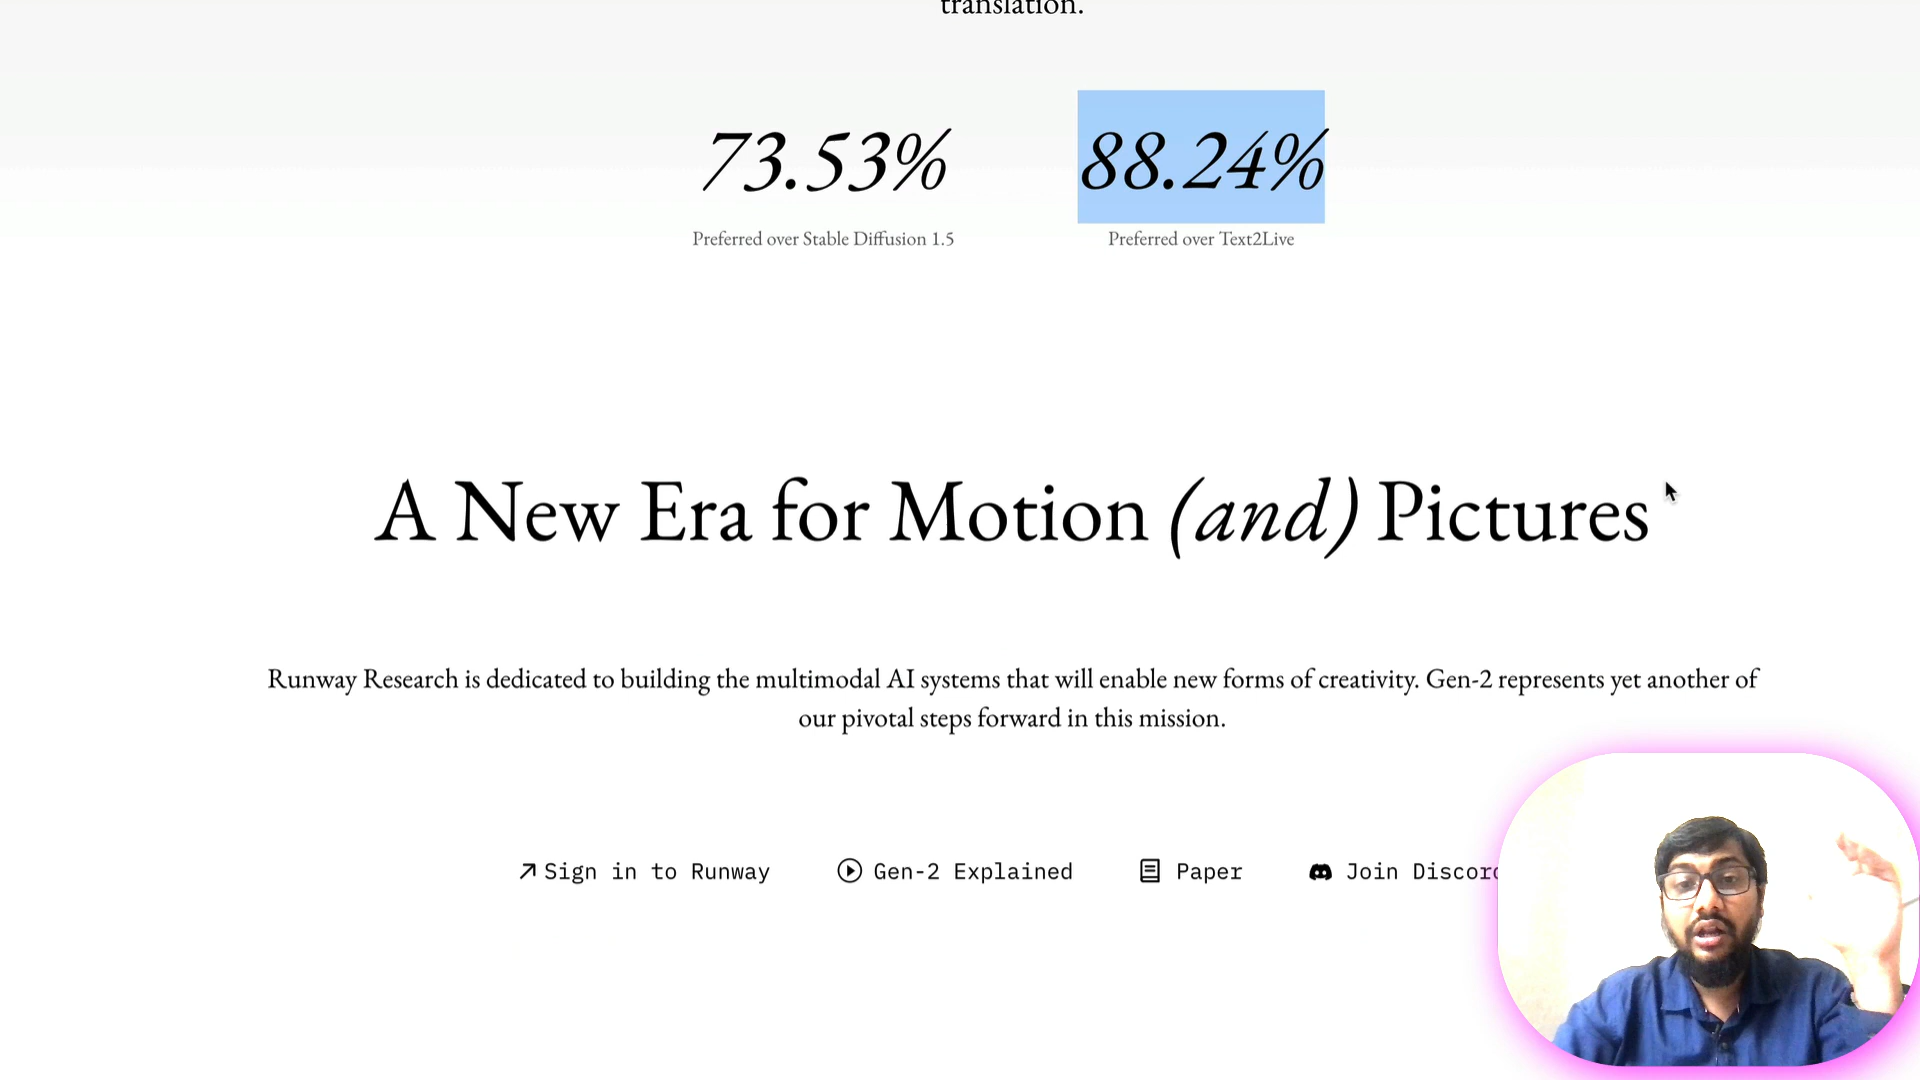 translation.
73.53% 88.24%
Preferred over Stable Diffusion 1.5 Preferred over Text2Live
A New Era for Motion (and) Pictures
Runway Research is dedicated to building the multimodal AI systems that will enable new forms of creativity. Gen-2 represents yet another of
our pivotal steps forward in this mission.
Sign in to Runway Gen-2 Explained Paper Join Discord